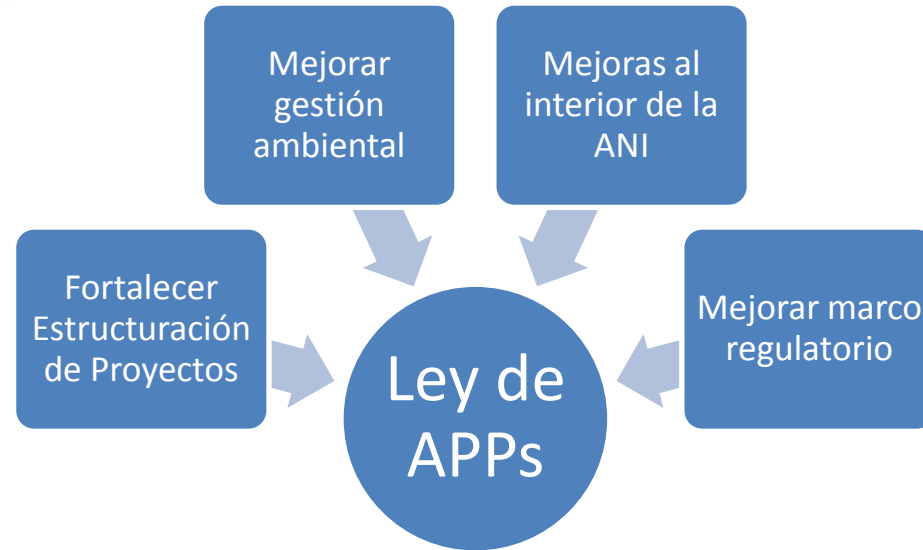 Mejorar
gestión
ambiental
Mejoras al
interior de la
ANI
Fortalecer
Estructuración
de Proyectos
Mejorar marco
regulatorio
Ley de
APPs